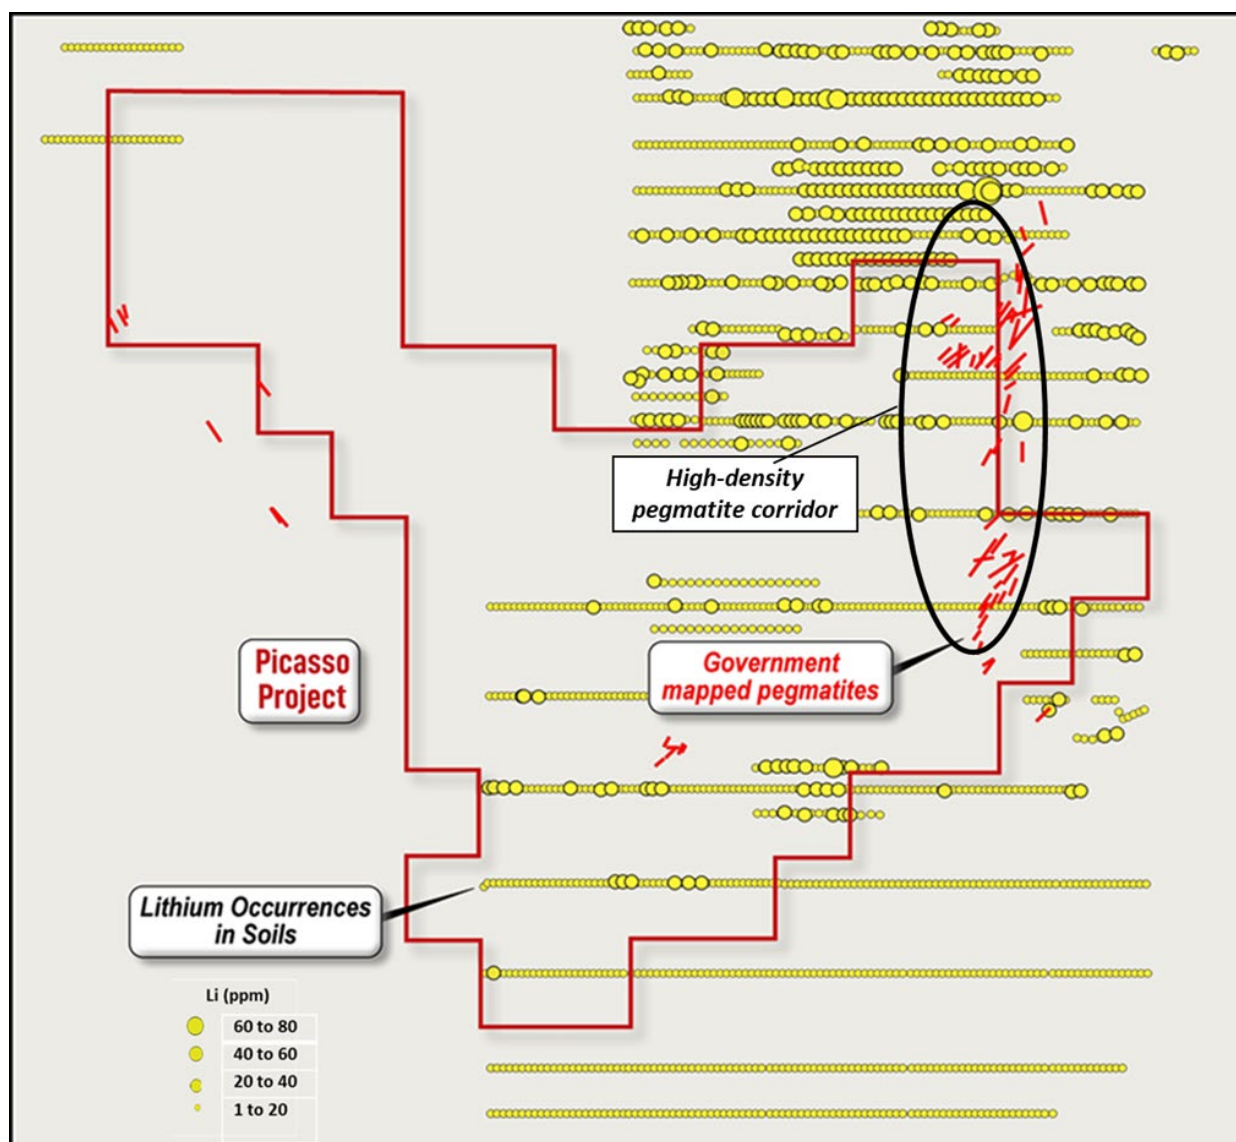 High-density
pegmatite corridor
Picasso
Project
Government
mapped pegmatites
Lithium Occurrences
in Soils
Li (ppm)
60 to 80
40 to 60
20 to 40
1 to 20